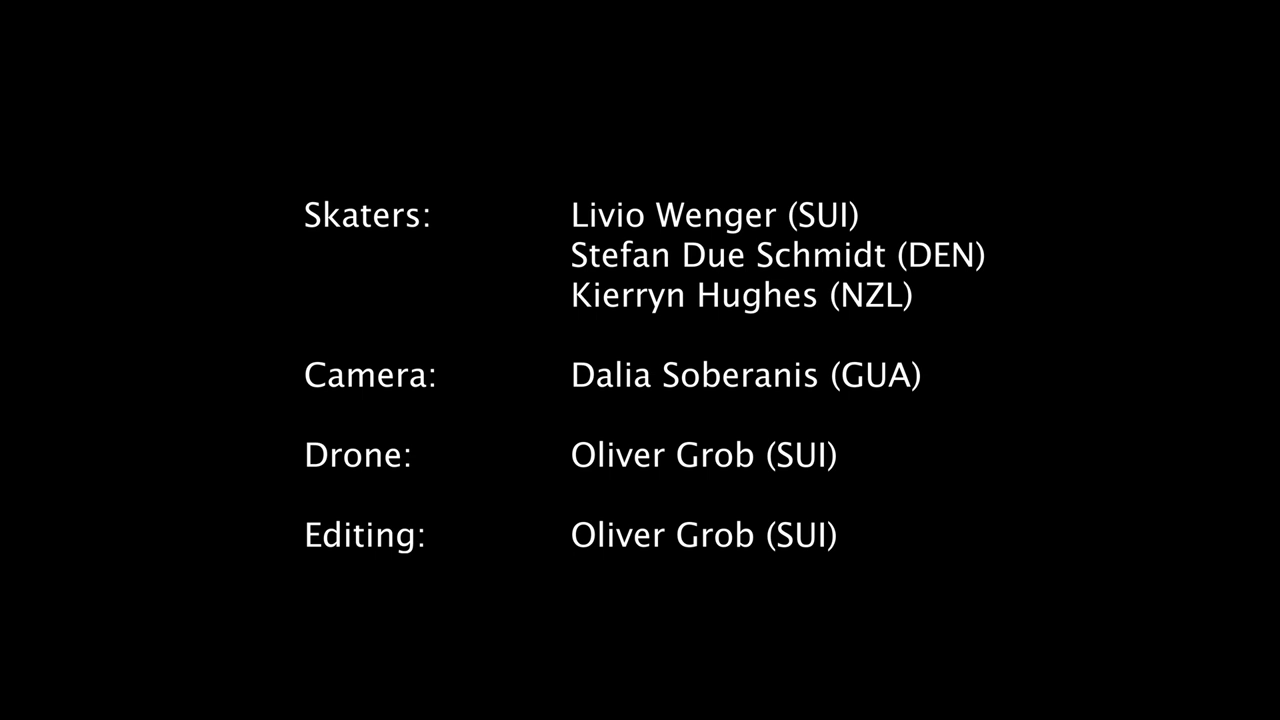 Skaters: Livio Wenger (SUI)
Stefan Due Schmidt (DEN)
Kierryn Hughes (NZL)
Camera: Dalia Soberanis (GUA)
Drone: Oliver Grob (SUI)
Editing: Oliver Grob (SUI)